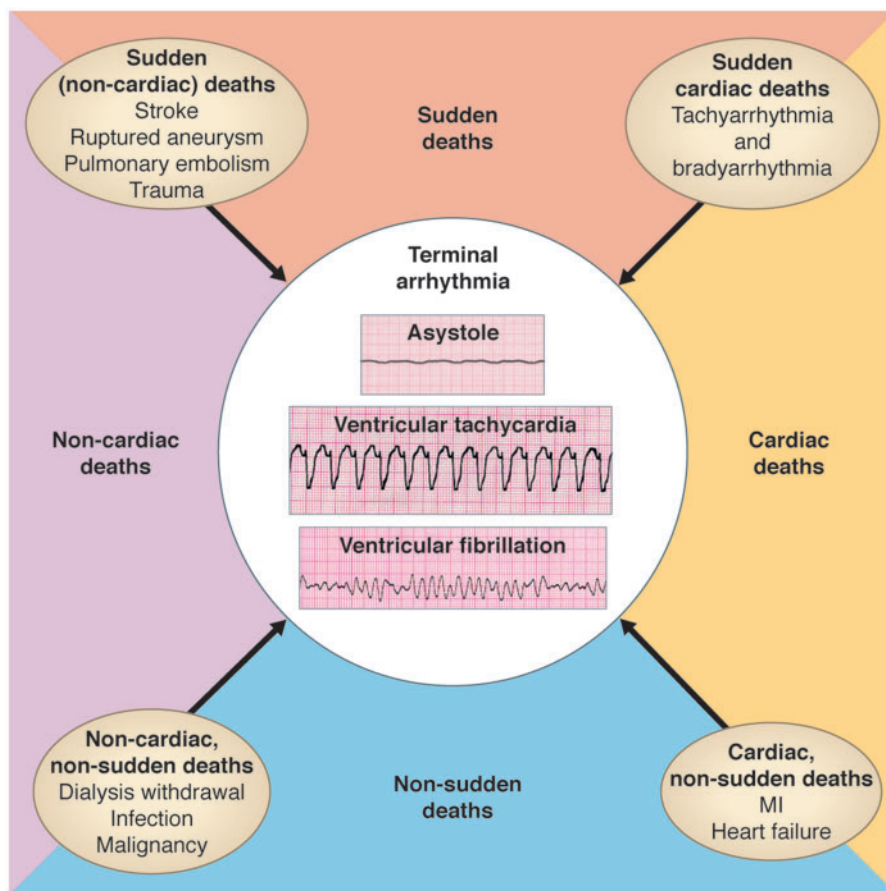 Sudden
(non-cardiac) deaths
Stroke
Ruptured aneurysm
Pulmonary embolism
Trauma
Sudden
deaths
Sudden
cardiac deaths
Tachyarrhythmia
and
bradyarrhythmia
Terminal
arrhythmia
Asystole
Ventricular tachycardia
Ventricular fibrillation
Non-cardiac
deaths
Cardiac
deaths
Non-cardiac,
non-sudden deaths
Dialysis withdrawal
Infection
Malignancy
Non-sudden
deaths
Cardiac,
non-sudden deaths
MI
Heart failure